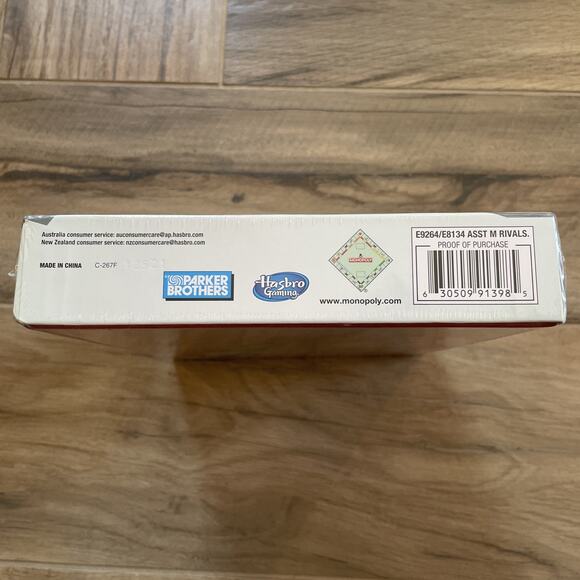 Australia consumer service: auconsumercare@ap.hasbro.com
New Zealand consumer service: nzconsumercare@hasbro.com
MADE IN CHINA C-267F
PARKER
BROTHERS
Hasbro
Gaming
MONOPOLY
www.monopoly.com
E9264/E8134 ASST M RIVALS.
PROOF OF PURCHASE
6 30509 91398 5